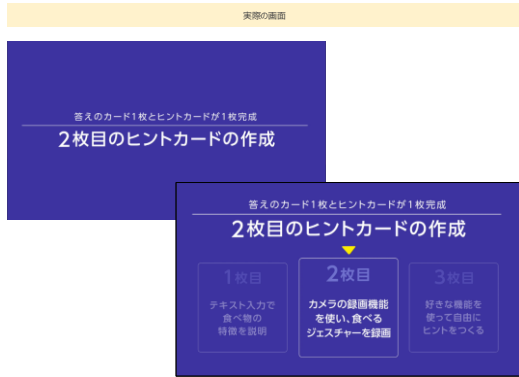 実際の画面
答えのカード1枚とヒントカードが1枚完成
2枚目のヒントカードの作成
答えのカード1枚とヒントカードが1枚完成
2枚目のヒントカードの作成
1枚目
テキスト入力で
食べ物の
特徴を説明
2枚目
カメラの録画機能
を使い、食べる
ジェスチャーを録画
3枚目
好きな機能を
使って自由に
ヒントをつくる